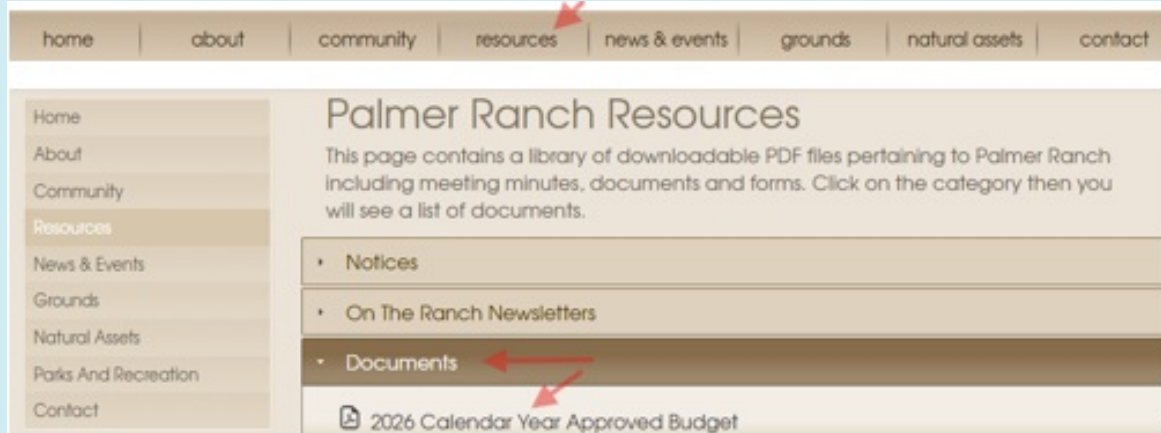 home about community resources news & events grounds natural assets contact
Home
About
Community
Resources
News & Events
Grounds
Natural Assets
Parks And Recreation
Contact
Palmer Ranch Resources
This page contains a library of downloadable PDF files pertaining to Palmer Ranch
including meeting minutes, documents and forms. Click on the category then you
will see a list of documents.
Notices
On The Ranch Newsletters
Documents
2026 Calendar Year Approved Budget